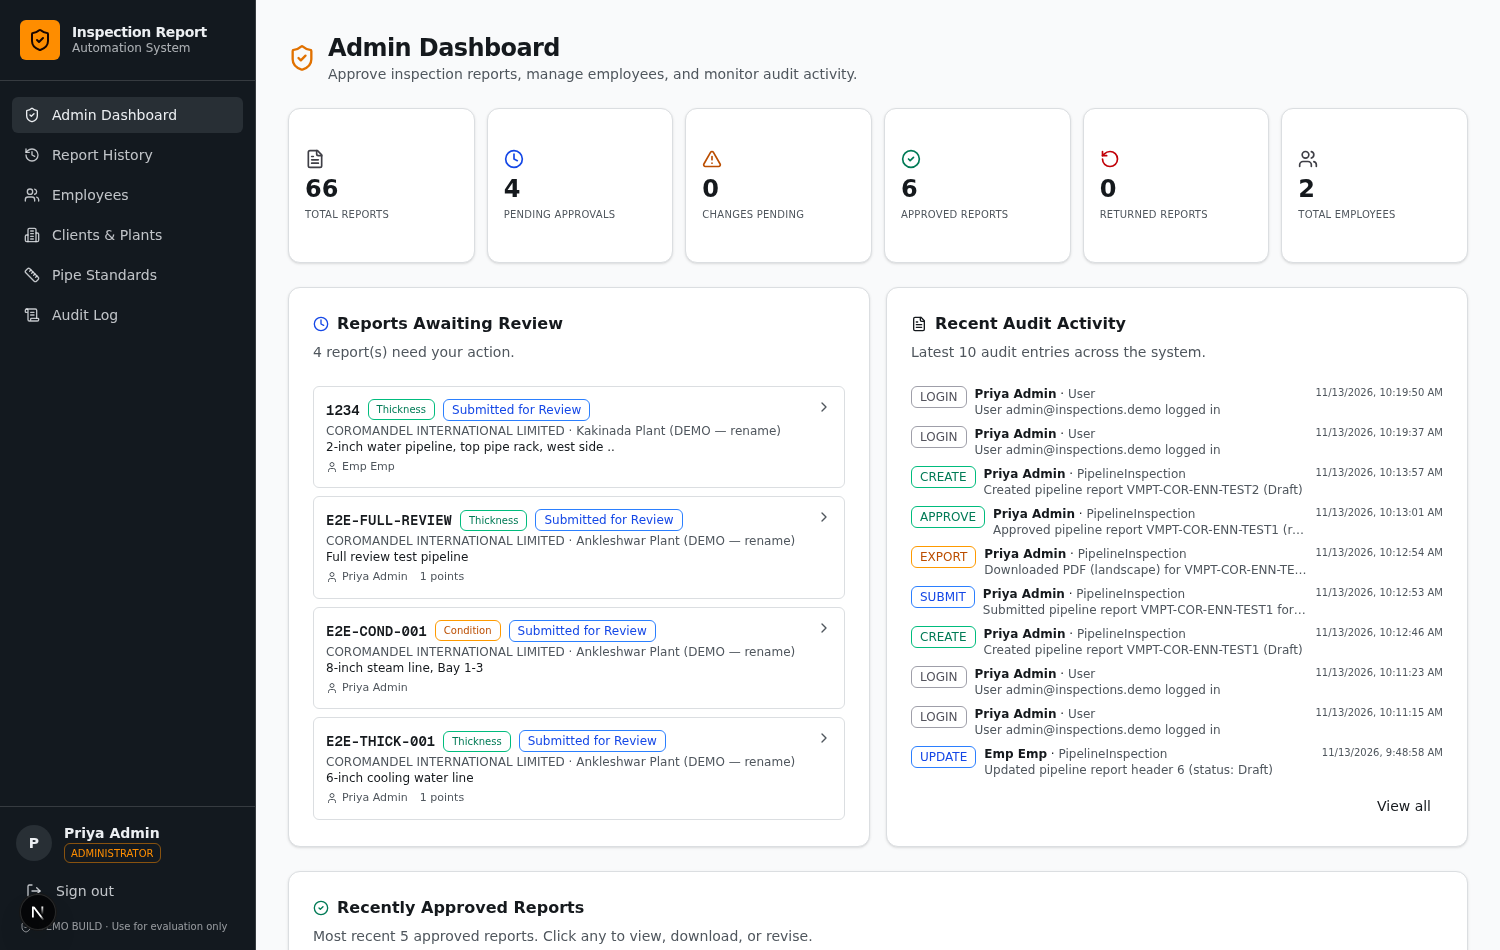 Inspection Report
Automation System
Admin Dashboard
Report History
Employees
Clients & Plants
Pipe Standards
Audit Log
P
Priya Admin
ADMINISTRATOR
Sign out
N
EMO BUILD · Use for evaluation only
Admin Dashboard
Approve inspection reports, manage employees, and monitor audit activity.
66
TOTAL REPORTS
4
PENDING APPROVALS
0
CHANGES PENDING
6
APPROVED REPORTS
0
RETURNED REPORTS
2
TOTAL EMPLOYEES
Reports Awaiting Review
4 report(s) need your action.
1234 Thickness Submitted for Review
COROMANDEL INTERNATIONAL LIMITED · Kakinada Plant (DEMO — rename)
2-inch water pipeline, top pipe rack, west side ..
Emp Emp
E2E-FULL-REVIEW Thickness Submitted for Review
COROMANDEL INTERNATIONAL LIMITED · Ankleshwar Plant (DEMO — rename)
Full review test pipeline
Priya Admin 1 points
E2E-COND-001 Condition Submitted for Review
COROMANDEL INTERNATIONAL LIMITED · Ankleshwar Plant (DEMO — rename)
8-inch steam line, Bay 1-3
Priya Admin
E2E-THICK-001 Thickness Submitted for Review
COROMANDEL INTERNATIONAL LIMITED · Ankleshwar Plant (DEMO — rename)
6-inch cooling water line
Priya Admin 1 points
Recent Audit Activity
Latest 10 audit entries across the system.
LOGIN Priya Admin · User 11/13/2026, 10:19:50 AM
User admin@inspections.demo logged in
LOGIN Priya Admin · User 11/13/2026, 10:19:37 AM
User admin@inspections.demo logged in
CREATE Priya Admin · PipelineInspection 11/13/2026, 10:13:57 AM
Created pipeline report VMPT-COR-ENN-TEST2 (Draft)
APPROVE Priya Admin · PipelineInspection 11/13/2026, 10:13:01 AM
Approved pipeline report VMPT-COR-ENN-TEST1 (r…
EXPORT Priya Admin · PipelineInspection 11/13/2026, 10:12:54 AM
Downloaded PDF (landscape) for VMPT-COR-ENN-TE…
SUBMIT Priya Admin · PipelineInspection 11/13/2026, 10:12:53 AM
Submitted pipeline report VMPT-COR-ENN-TEST1 for…
CREATE Priya Admin · PipelineInspection 11/13/2026, 10:12:46 AM
Created pipeline report VMPT-COR-ENN-TEST1 (Draft)
LOGIN Priya Admin · User 11/13/2026, 10:11:23 AM
User admin@inspections.demo logged in
LOGIN Priya Admin · User 11/13/2026, 10:11:15 AM
User admin@inspections.demo logged in
UPDATE Emp Emp · PipelineInspection 11/13/2026, 9:48:58 AM
Updated pipeline report header 6 (status: Draft)
View all
Recently Approved Reports
Most recent 5 approved reports. Click any to view, download, or revise.